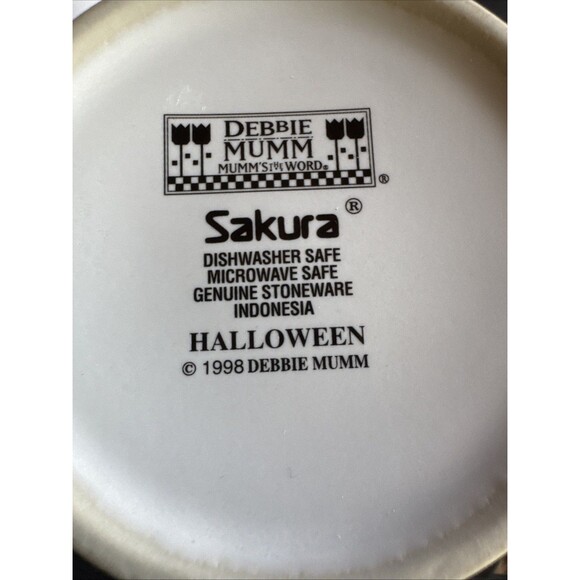 DEBBIE
MUMM
MUMM'S THE WORD®
®
Sakura®
DISHWASHER SAFE
MICROWAVE SAFE
GENUINE STONEWARE
INDONESIA
HALLOWEEN
© 1998 DEBBIE MUMM